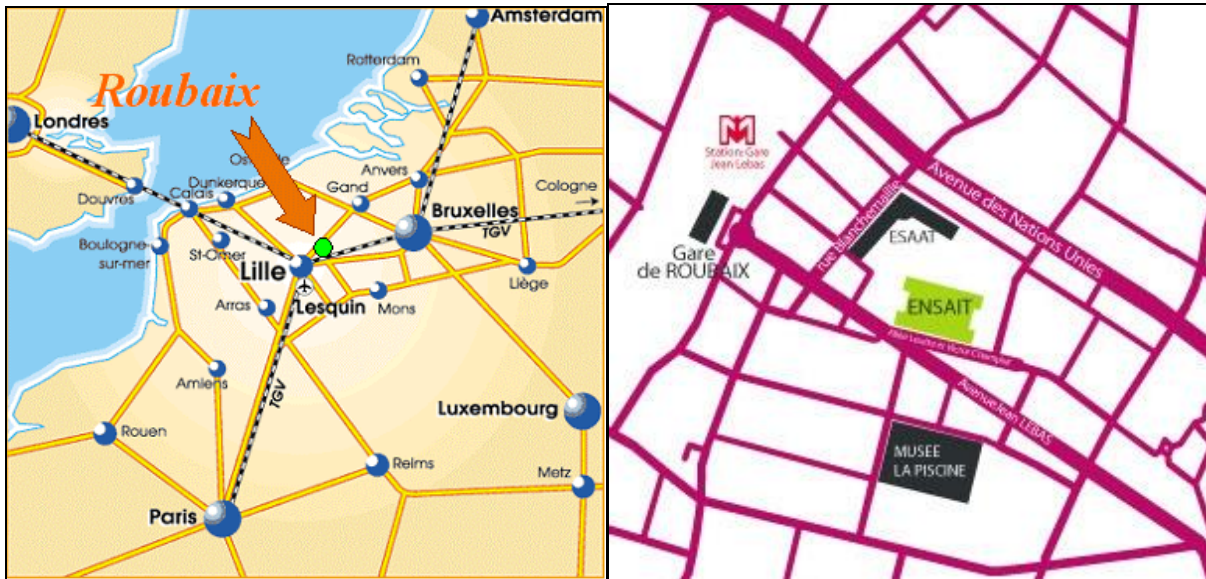 Amsterdam
Rotterdam
Roubaix
Londres
Anvers
Dunkerque
Gand
Cologne
Calais
Douvres
Bruxelles
TGV
Boulogne-
sur-mer
St-Omer
Lille
Liège
Arras
Lesquin
Mons
Amiens
TGV
Luxembourg
Rouen
Reims
Metz
Paris
M
Station: Gare
Jean Lebas
Avenue des Nations Unies
rue Blanchemaille
ESAAT
Gare
de ROUBAIX
ENSAIT
Avenue Jean LEBAS
MUSEE
LA PISCINE